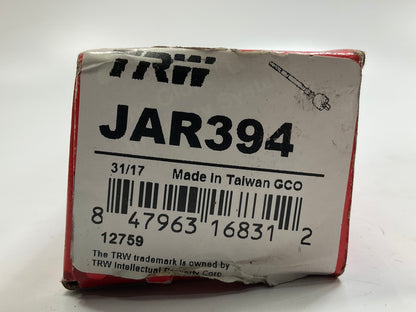 TRW
JAR394
31/17 Made In Taiwan GCO
8 47963 16831 2
12759
The TRW trademark is owned by
TRW Intellectual Property Corp